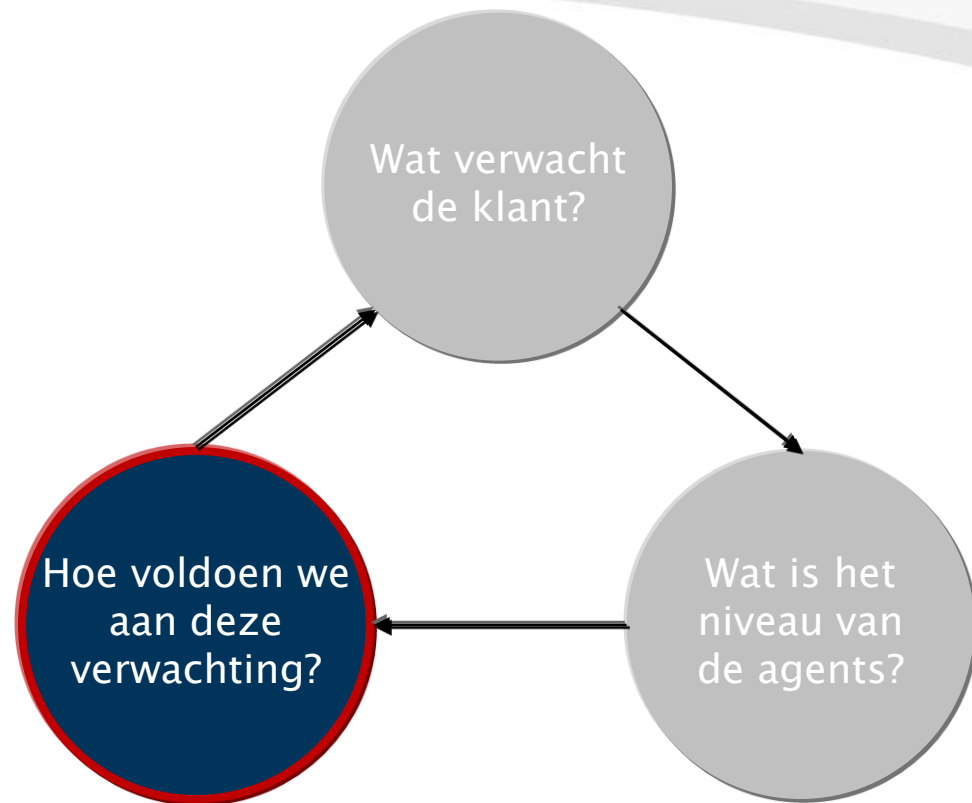 Wat verwacht
de klant?
Hoe voldoen we
aan deze
verwachting?
Wat is het
niveau van
de agents?